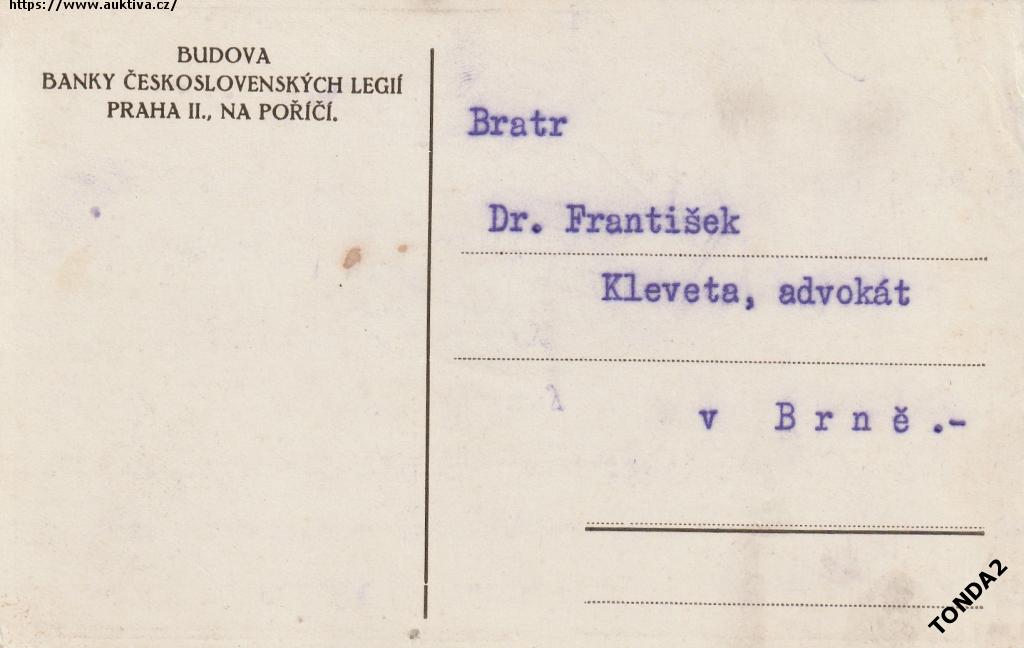 https://www.auktiva.cz/
BUDOVA
BANKY ČESKOSLOVENSKÝCH LEGIÍ
PRAHA II., NA POŘÍČÍ.
Bratr
Dr. František
Kleveta, advokát
v Brně.-
TONDA2